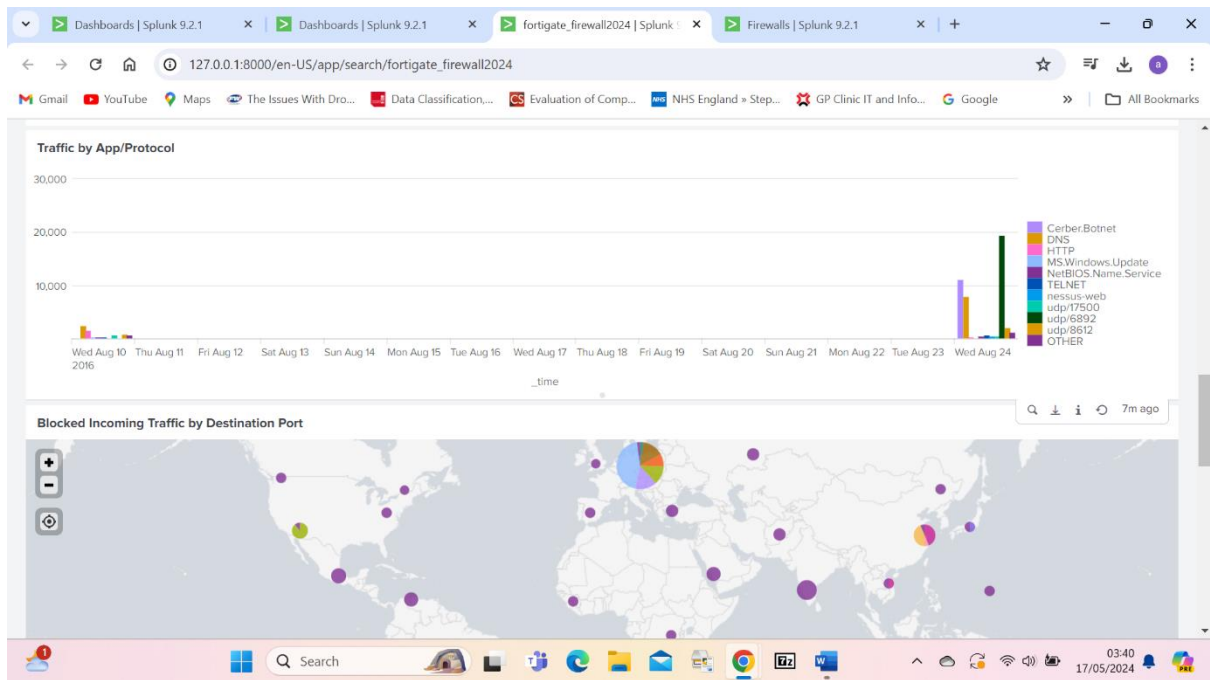 Dashboards | Splunk 9.2.1
Dashboards | Splunk 9.2.1
fortigate_firewall2024 | Splunk 9
Firewalls | Splunk 9.2.1
127.0.0.1:8000/en-US/app/search/fortigate_firewall2024
a
Gmail YouTube Maps The Issues With Dro... Data Classification,... CS Evaluation of Comp... NHS NHS England » Step... GP Clinic IT and Info... Google » All Bookmarks
Traffic by App/Protocol
30,000
20,000
10,000
Wed Aug 10 Thu Aug 11 Fri Aug 12 Sat Aug 13 Sun Aug 14 Mon Aug 15 Tue Aug 16 Wed Aug 17 Thu Aug 18 Fri Aug 19 Sat Aug 20 Sun Aug 21 Mon Aug 22 Tue Aug 23 Wed Aug 24
2016
_time
Cerber.Botnet
DNS
HTTP
MS.Windows.Update
NetBIOS.Name.Service
TELNET
nessus-web
udp/17500
udp/6892
udp/8612
OTHER
7m ago
Blocked Incoming Traffic by Destination Port
1
Search
7z
W
03:40
17/05/2024
PRE